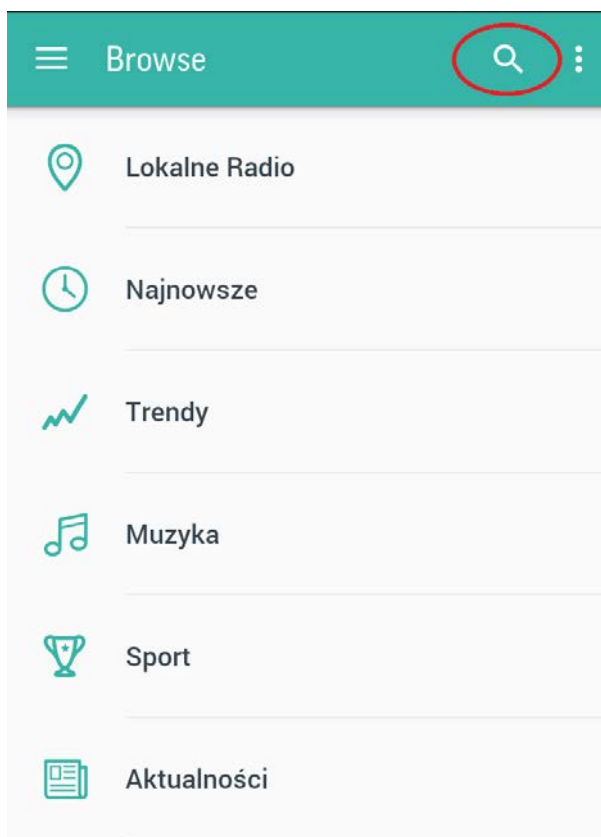 Browse
Lokalne Radio
Najnowsze
Trendy
Muzyka
Sport
Aktualności